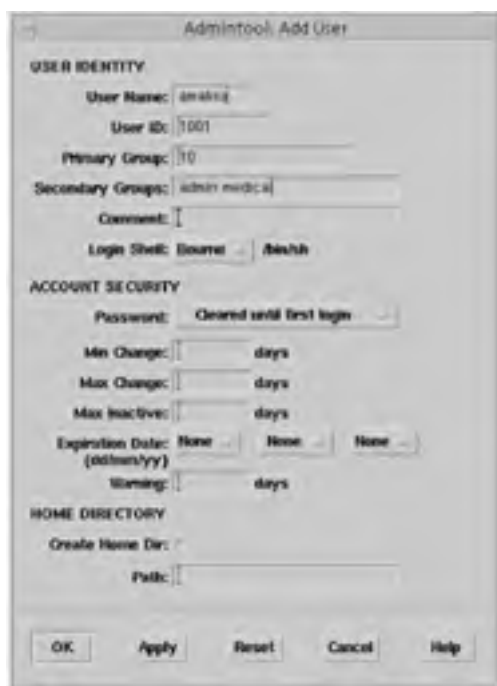 Admintool: Add User
USER IDENTITY
User Name:
User ID: 1001
Primary Group: 10
Secondary Groups: admin medical
Comment:
Login Shell: Bourne /bin/sh
ACCOUNT SECURITY
Password: Cleared until first login
Min Change: days
Max Change: days
Max Inactive: days
Expiration Date: None None None
(dd/mm/yy)
Warning: days
HOME DIRECTORY
Create Home Dir:
Path:
OK Apply Reset Cancel Help